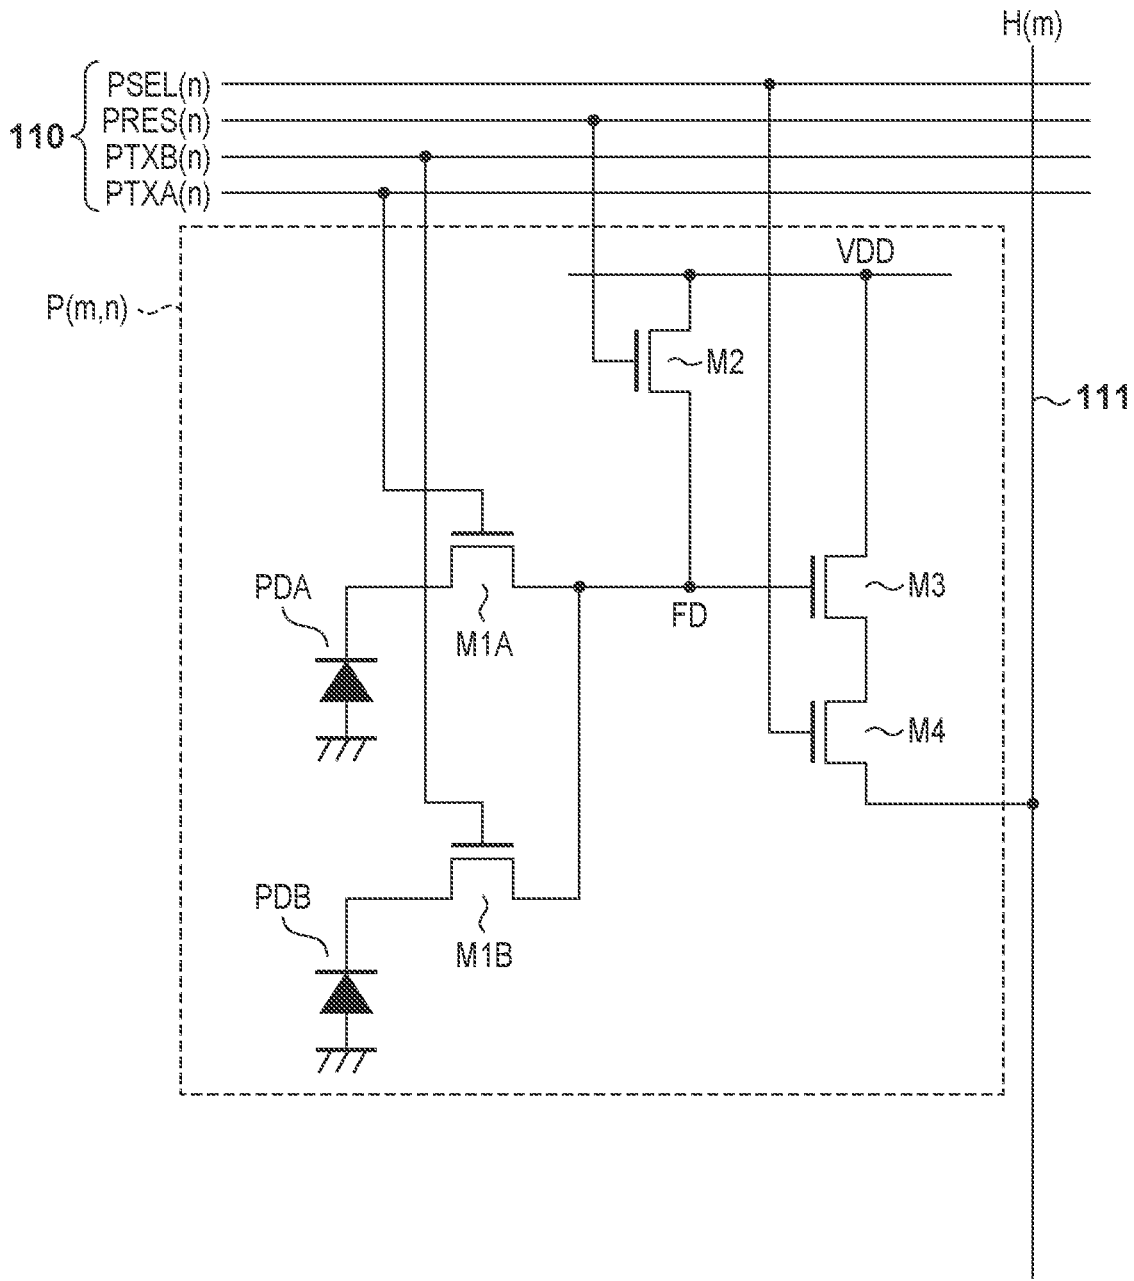 H(m)
PSEL(n)
PRES(n)
110
PTXB(n)
PTXA(n)
VDD
P(m,n)
M2
111
PDA
M3
FD
M1A
M4
PDB
M1B